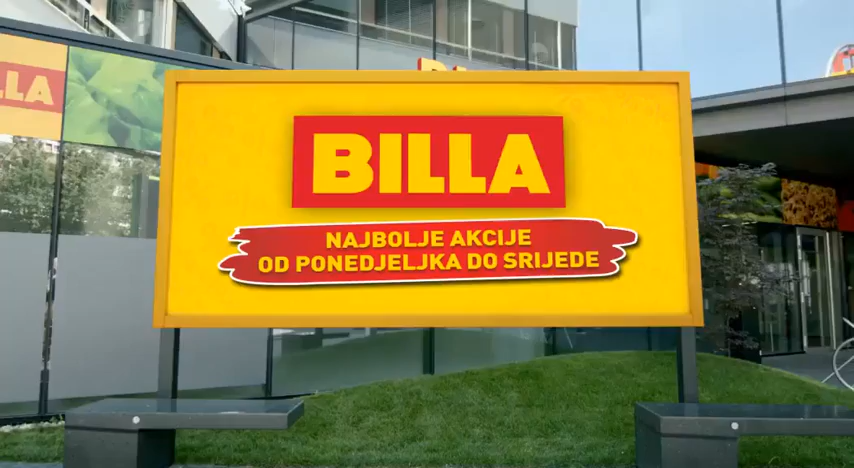 BILLA
NAJBOLJE AKCIJE
OD PONEDJELJKA DO SRIJEDE
LLA